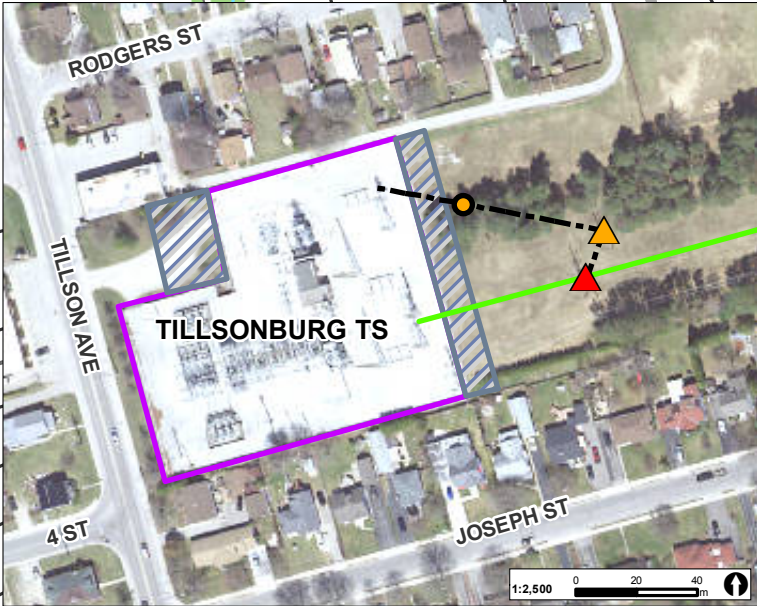 RODGERS ST
TILLSON AVE
TILLSONBURG TS
4 ST
JOSEPH ST
1:2,500
0 20 40
m